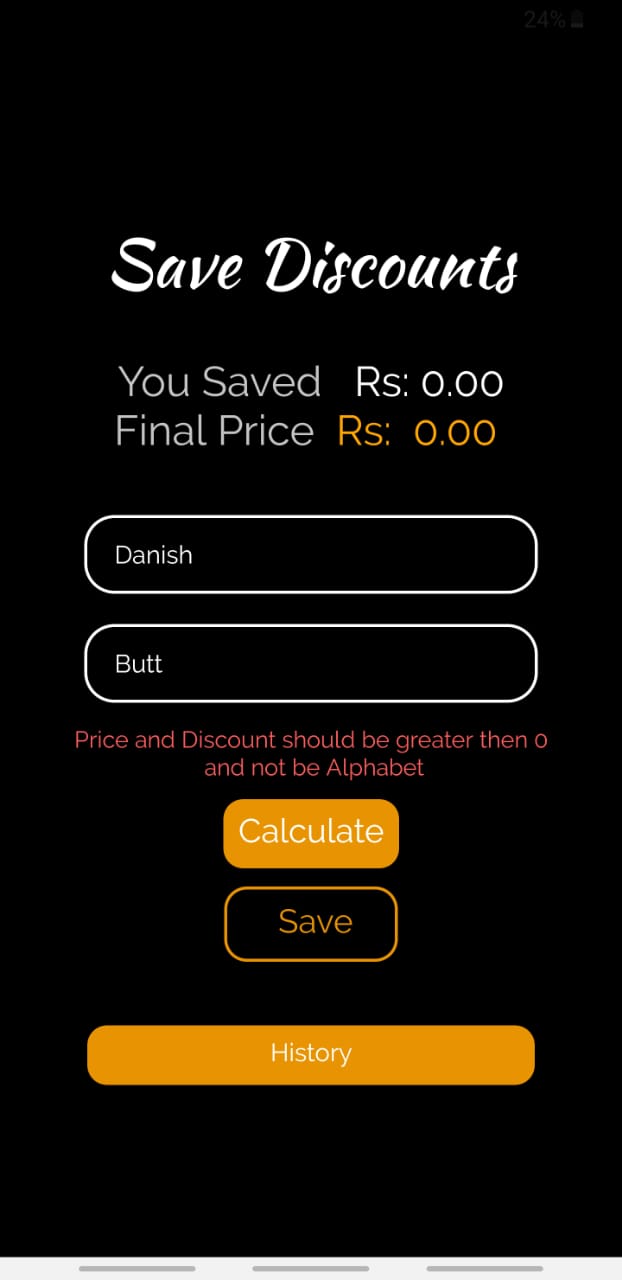 24%
Save Discounts
You Saved Rs: 0.00
Final Price Rs: 0.00
Danish
Butt
Price and Discount should be greater then 0
and not be Alphabet
Calculate
Save
History